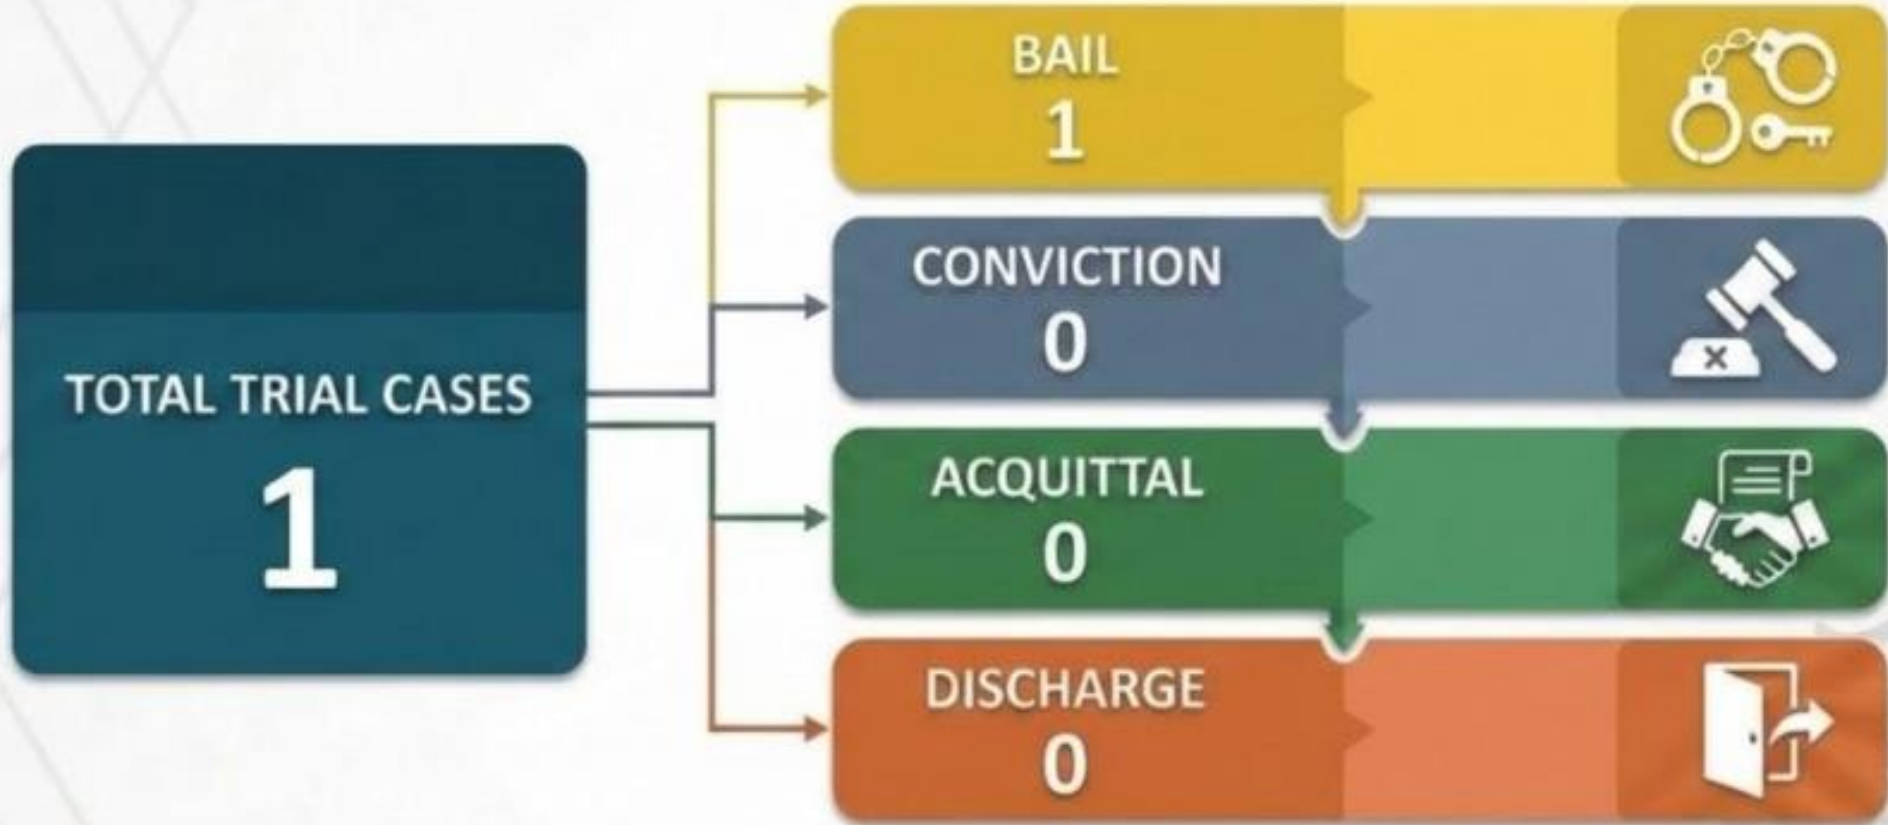 TOTAL TRIAL CASES
1
BAIL
1
CONVICTION
0
ACQUITTAL
0
DISCHARGE
0